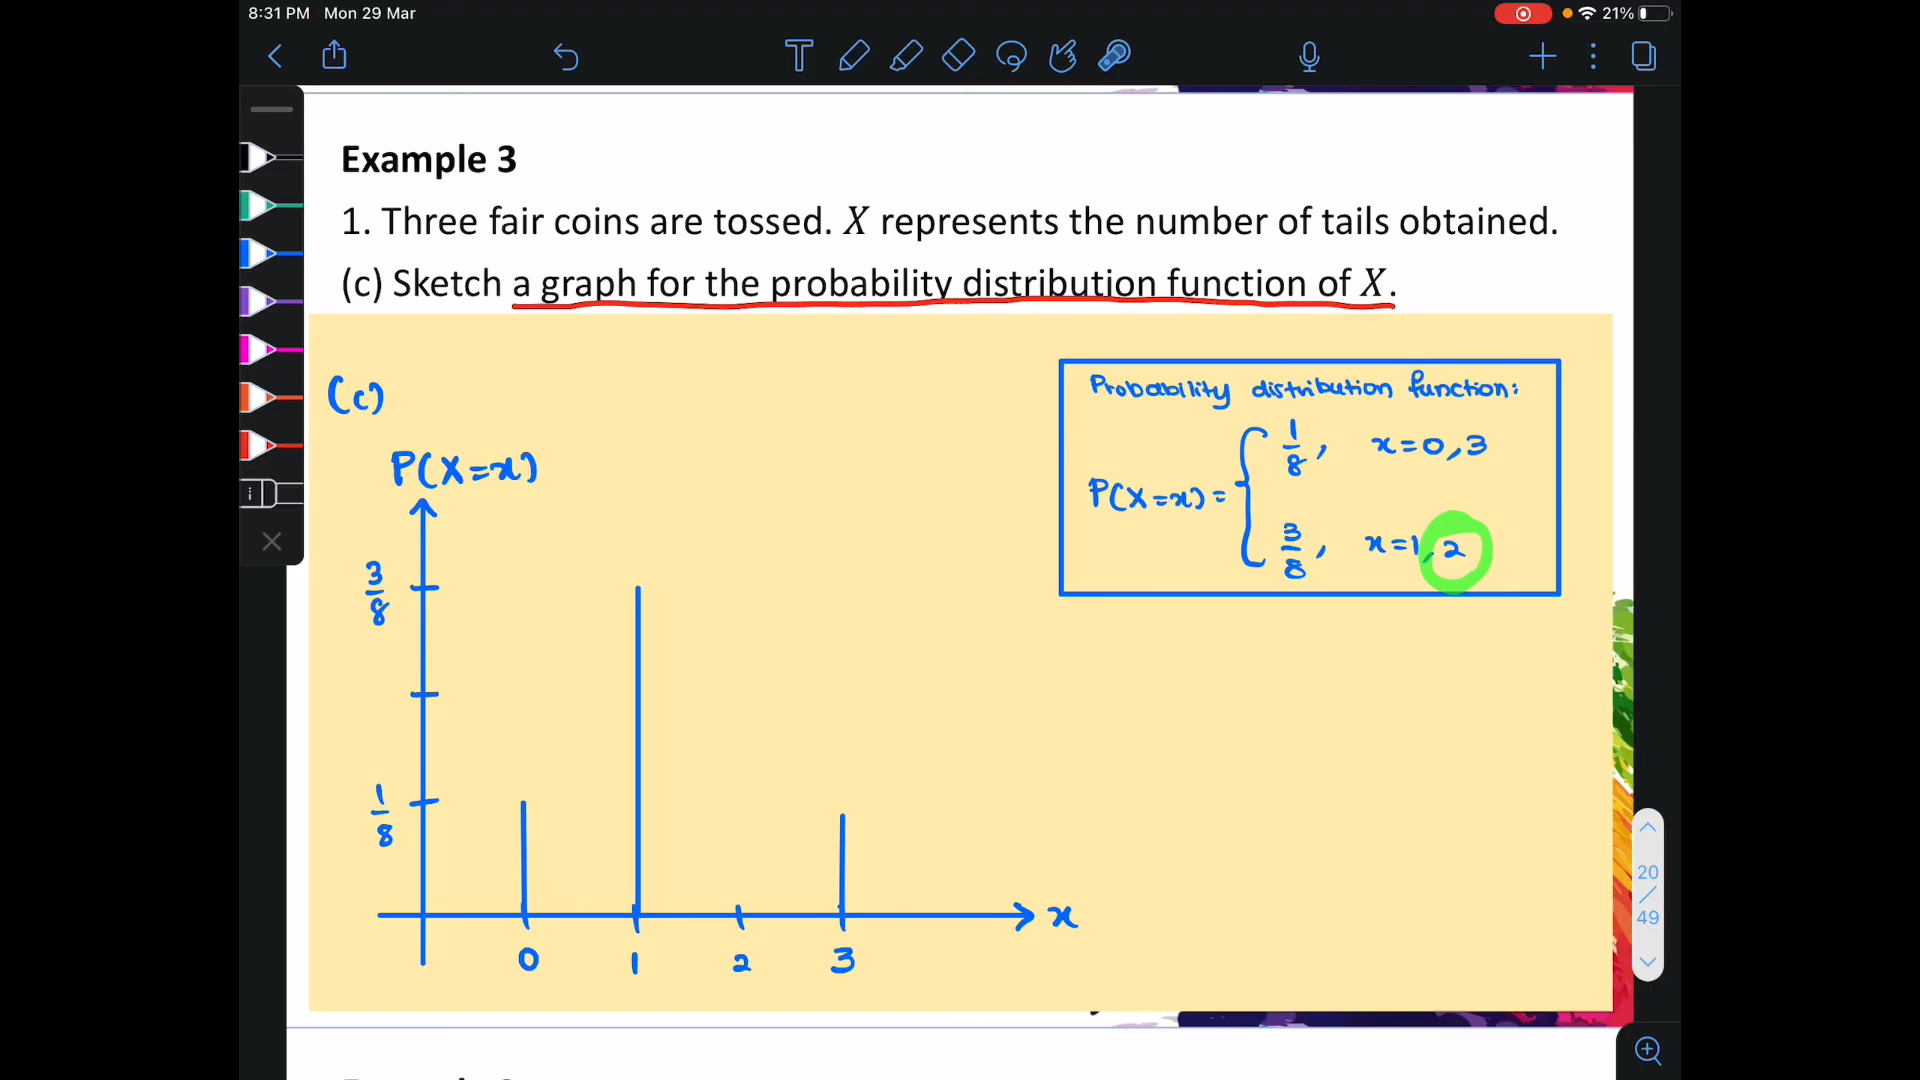 8:31 PM Mon 29 Mar 21%
Example 3
1. Three fair coins are tossed. X represents the number of tails obtained.
(c) Sketch a graph for the probability distribution function of X.
(c)
P(X=x)
3/8
1/8
0 1 2 3
x
Probability distribution function:
P(X=x) = { 1/8, x=0,3
3/8, x=1,2
20
49